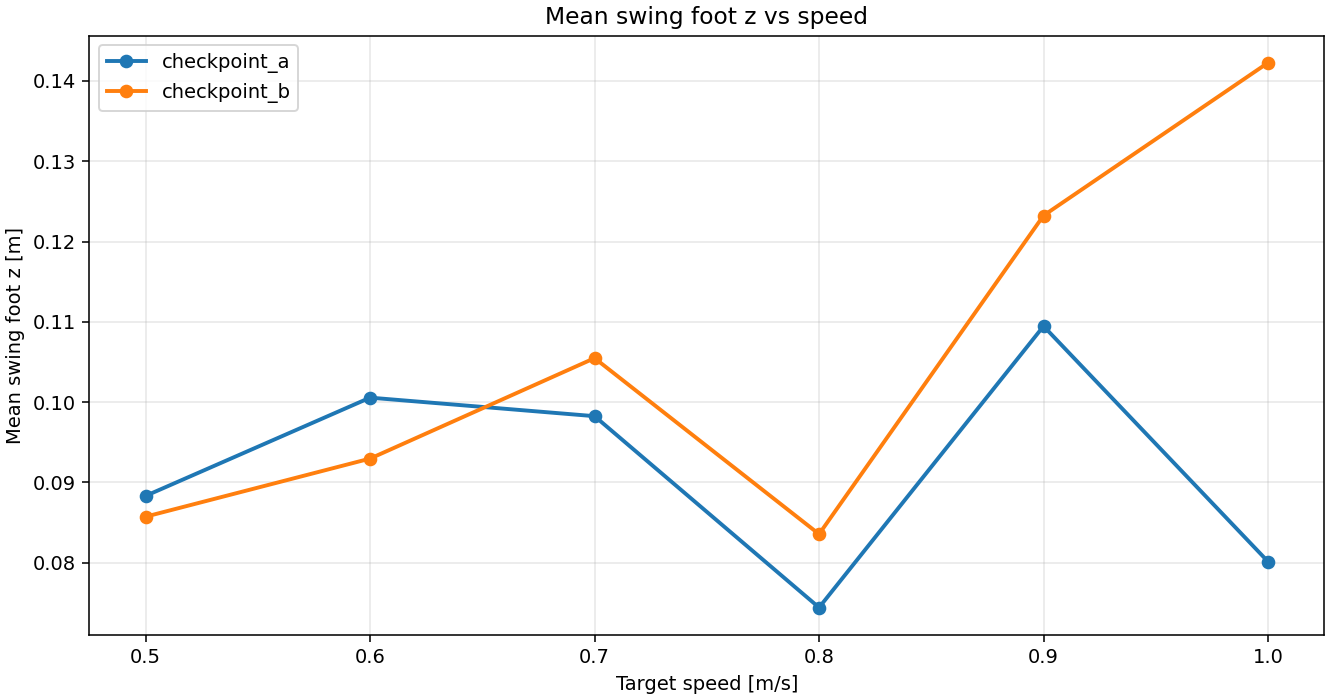 Mean swing foot z vs speed
checkpoint_a
checkpoint_b
Mean swing foot z [m]
0.14
0.13
0.12
0.11
0.10
0.09
0.08
0.5 0.6 0.7 0.8 0.9 1.0
Target speed [m/s]